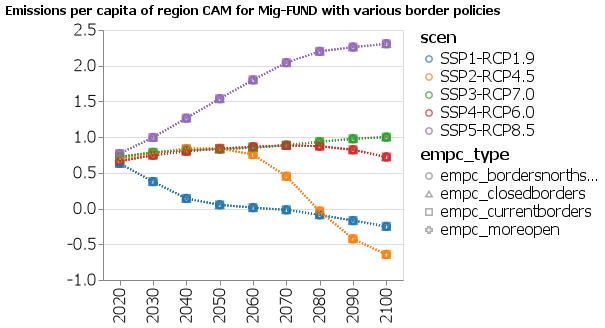 Emissions per capita of region CAM for Mig-FUND with various border policies
2.5
2.0
1.5
1.0
0.5
0.0
-0.5
-1.0
2020
2030
2040
2050
2060
2070
2080
2090
2100
scen
SSP1-RCP1.9
SSP2-RCP4.5
SSP3-RCP7.0
SSP4-RCP6.0
SSP5-RCP8.5
empc_type
empc_bordersnorths...
empc_closedborders
empc_currentborders
empc_moreopen